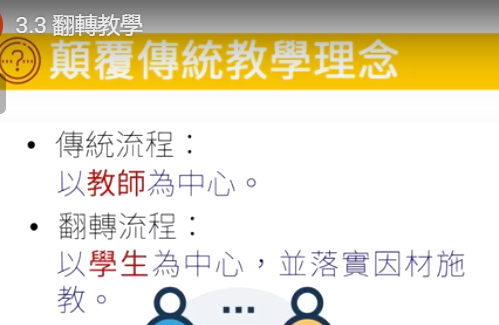 3.3 翻轉教學
顛覆傳統教學理念
• 傳統流程：
以教師為中心。
• 翻轉流程：
以學生為中心，並落實因材施
教。